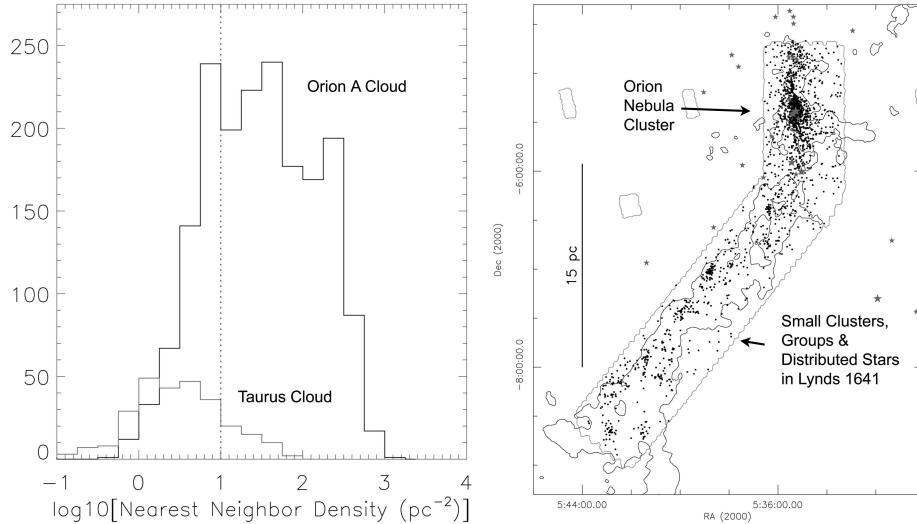 250
200
150
100
50
0
Orion A Cloud
Taurus Cloud
−1
0
1
2
3
4
log10[Nearest Neighbor Density (pc−2)]
Orion
Nebula
Cluster
−6:00:00.0
Dec (2000)
15 pc
Small Clusters,
Groups &
Distributed Stars
in Lynds 1641
−8:00:00.0
5:44:00.00
5:36:00.00
RA (2000)